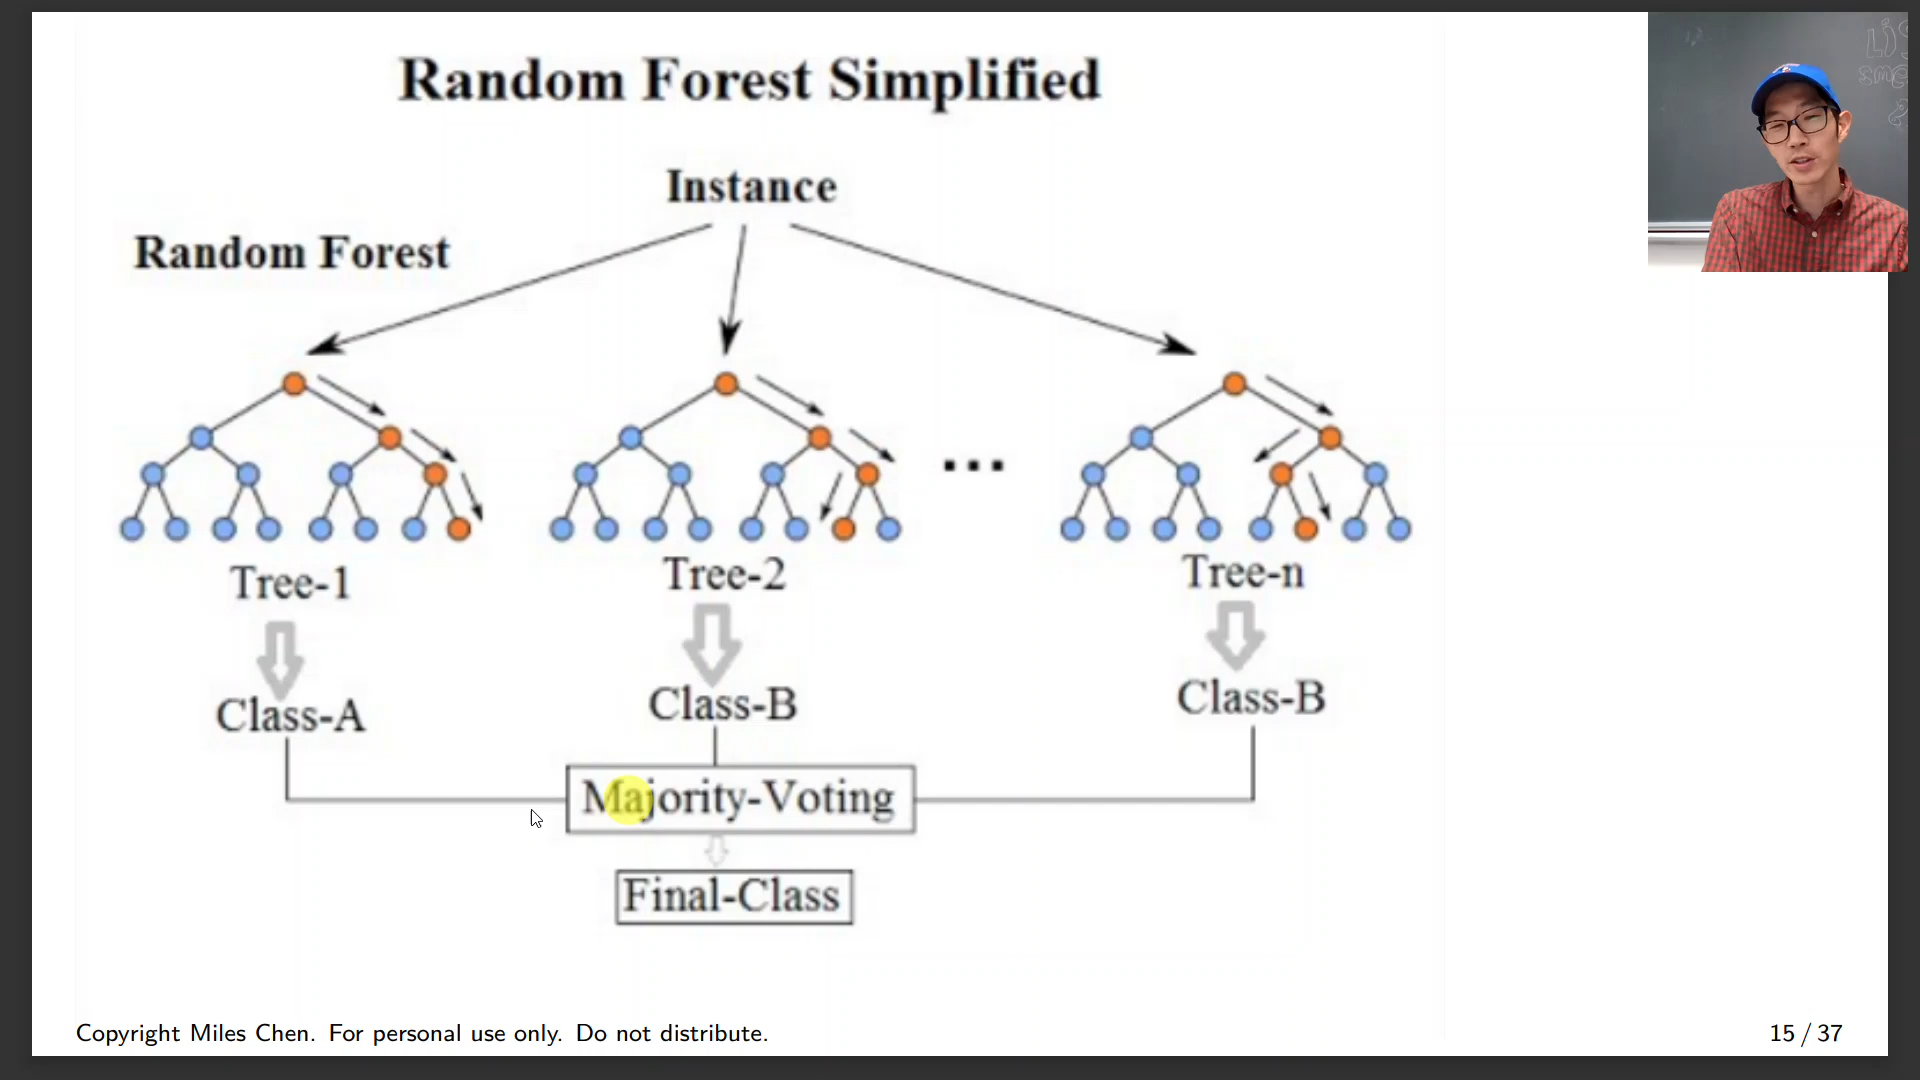 Random Forest Simplified
Instance
Random Forest
...
Tree-1
Tree-2
Tree-n
Class-A
Class-B
Class-B
Majority-Voting
Final-Class
Copyright Miles Chen. For personal use only. Do not distribute.
15 / 37